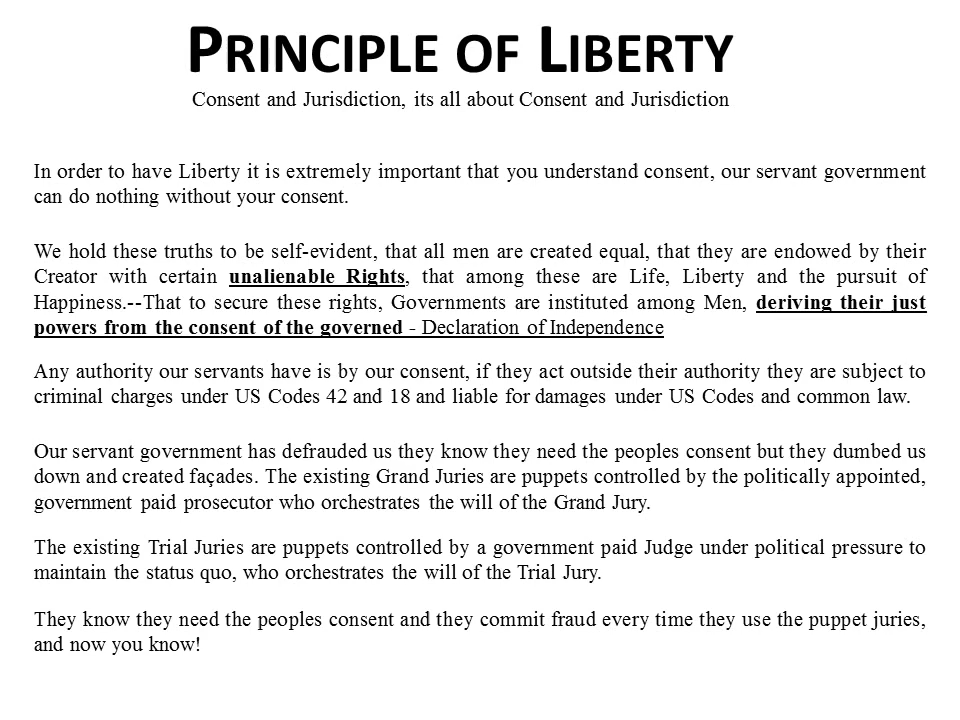 PRINCIPLE OF LIBERTY
Consent and Jurisdiction, its all about Consent and Jurisdiction
In order to have Liberty it is extremely important that you understand consent, our servant government
can do nothing without your consent.
We hold these truths to be self-evident, that all men are created equal, that they are endowed by their
Creator with certain unalienable Rights, that among these are Life, Liberty and the pursuit of
Happiness.--That to secure these rights, Governments are instituted among Men, deriving their just
powers from the consent of the governed - Declaration of Independence
Any authority our servants have is by our consent, if they act outside their authority they are subject to
criminal charges under US Codes 42 and 18 and liable for damages under US Codes and common law.
Our servant government has defrauded us they know they need the peoples consent but they dumbed us
down and created façades. The existing Grand Juries are puppets controlled by the politically appointed,
government paid prosecutor who orchestrates the will of the Grand Jury.
The existing Trial Juries are puppets controlled by a government paid Judge under political pressure to
maintain the status quo, who orchestrates the will of the Trial Jury.
They know they need the peoples consent and they commit fraud every time they use the puppet juries,
and now you know!